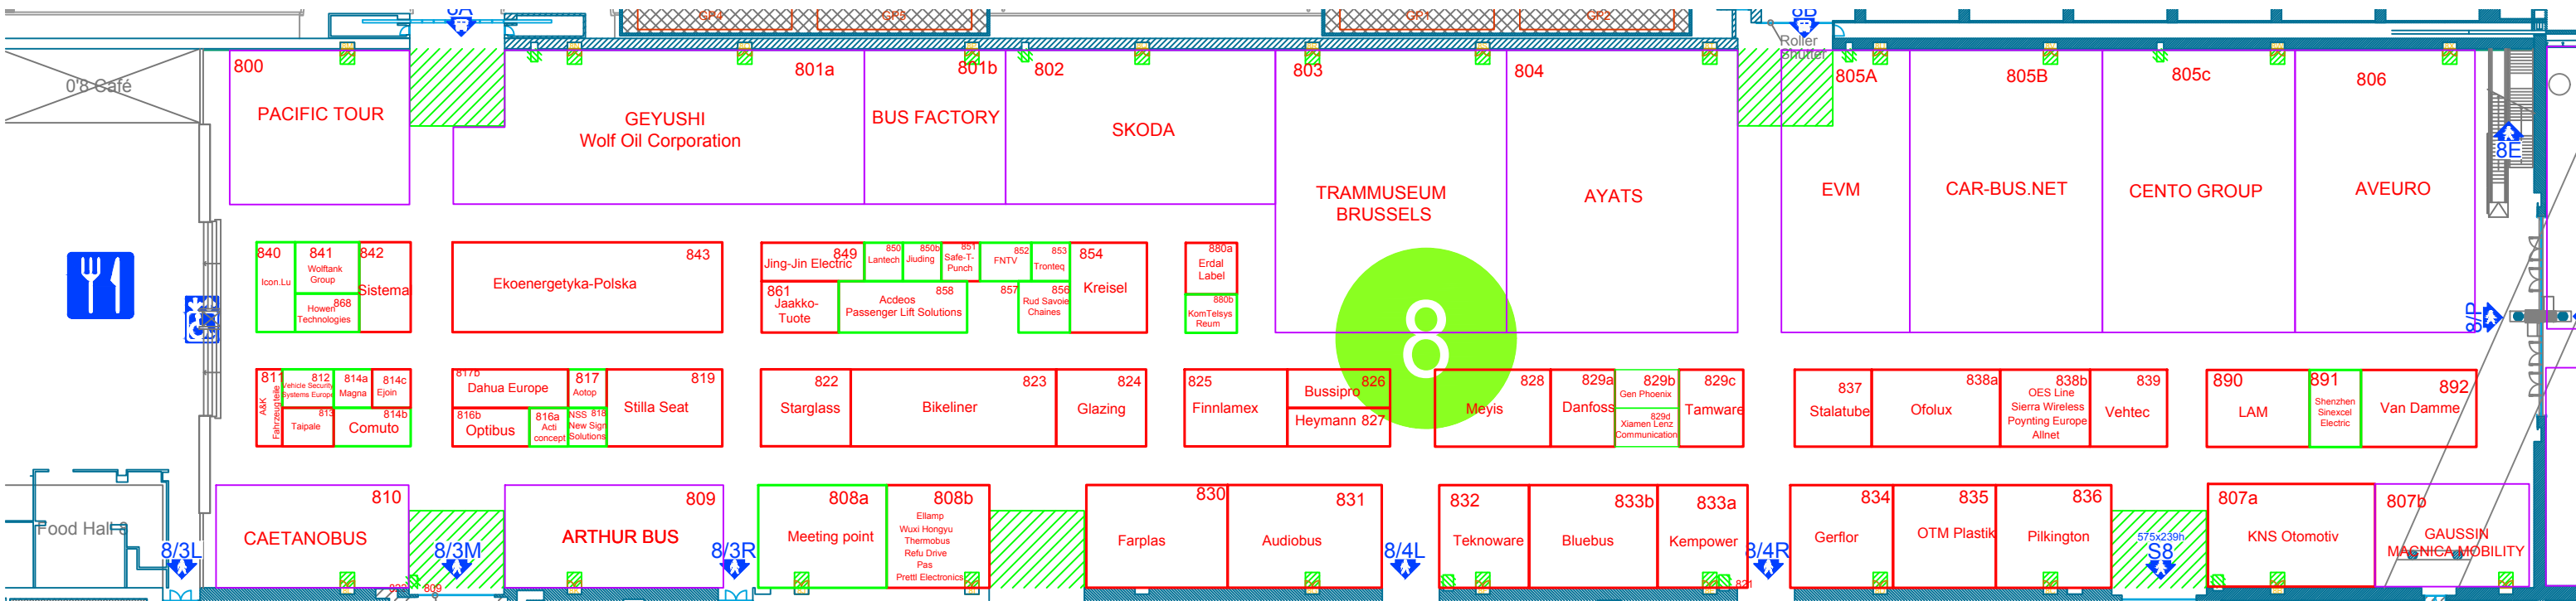 8A
GP4
GP5
GP1
GP2
8B
Roller
Shutter
0'8 Café
800
PACIFIC TOUR
801a
GEYUSHI
Wolf Oil Corporation
801b
BUS FACTORY
802
SKODA
803
TRAMMUSEUM
BRUSSELS
804
AYATS
805A
EVM
805B
CAR-BUS.NET
805c
CENTO GROUP
806
AVEURO
8E
840
Icon.Lu
841
Wolftank
Group
842
Sistema
868
Howen
Technologies
843
Ekoenergetyka-Polska
849
Jing-Jin Electric
850
Lantech
850b
Jiuding
851
Safe-T-
Punch
852
FNTV
853
Tronteq
854
Kreisel
861
Jaakko-
Tuote
858
Acdeos
Passenger Lift Solutions
857
856
Rud Savoie
Chaines
880a
Erdal
Label
880b
KomTelsys
Reum
8
8/P
811
A&K
Fahrzeugteile
812
Vehicle Security
Systems Europe
814a
Magna
814c
Ejoin
813
Taipale
814b
Comuto
817b
Dahua Europe
817
Aotop
816b
Optibus
816a
Acti
concept
NSS 818
New Sign
Solutions
819
Stilla Seat
822
Starglass
823
Bikeliner
824
Glazing
825
Finnlamex
826
Bussipro
Heymann 827
828
Meyis
829a
Danfoss
829b
Gen Phoenix
829d
Xiamen Lenz
Communication
829c
Tamware
837
Stalatube
838a
Ofolux
838b
OES Line
Sierra Wireless
Poynting Europe
Allnet
839
Vehtec
890
LAM
891
Shenzhen
Sinexcel
Electric
892
Van Damme
Food Hall 8
8/3L
810
CAETANOBUS
8/3M
809
ARTHUR BUS
8/3R
808a
Meeting point
808b
Ellamp
Wuxi Hongyu
Thermobus
Refu Drive
Pas
Prettl Electronics
830
Farplas
831
Audiobus
8/4L
832
Teknoware
833b
Bluebus
833a
Kempower
8/4R
834
Gerflor
835
OTM Plastik
836
Pilkington
575x239h
S8
807a
KNS Otomotiv
807b
GAUSSIN
MACNICA MOBILITY
809
821